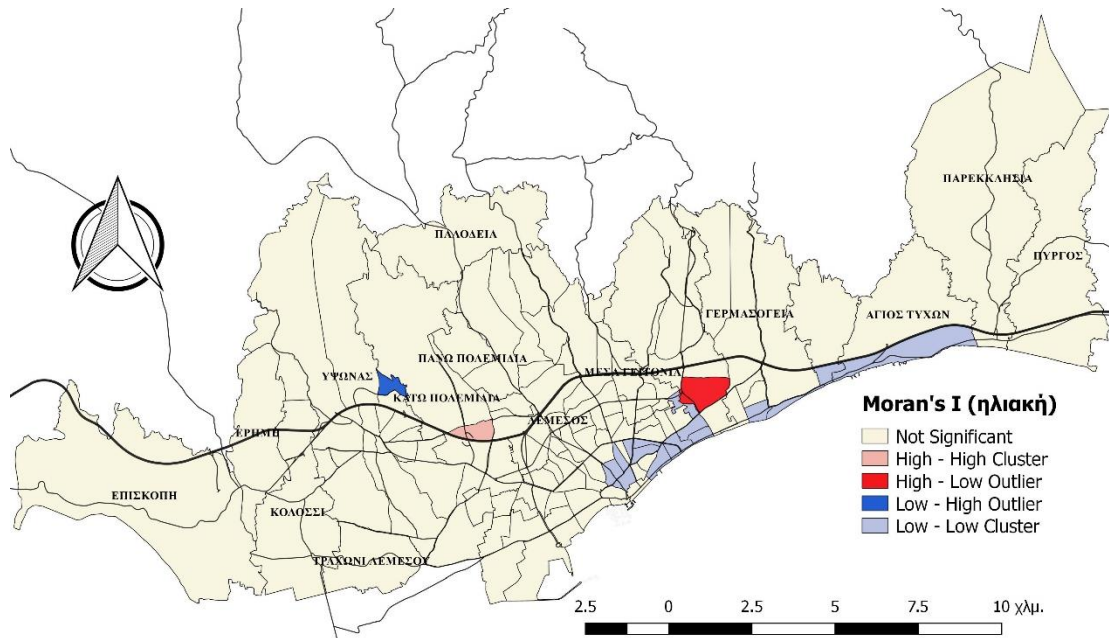 ΠΑΡΕΚΚΛΗΣΙΑ
ΠΑΛΟΔΕΙΑ
ΠΥΡΓΟΣ
ΓΕΡΜΑΣΟΓΕΙΑ
ΑΓΙΟΣ ΤΥΧΩΝ
ΠΑΝΩ ΠΟΛΕΜΙΔΙΑ
ΜΕΣΑ ΓΕΙΤΟΝΙΑ
ΥΨΩΝΑΣ
ΚΑΤΩ ΠΟΛΕΜΙΔΙΑ
ΛΕΜΕΣΟΣ
ΕΡΗΜΗ
ΕΠΙΣΚΟΠΗ
ΚΟΛΟΣΣΙ
ΤΡΑΧΩΝΙ ΛΕΜΕΣΟΥ
Moran's I (ηλιακή)
Not Significant
High - High Cluster
High - Low Outlier
Low - High Outlier
Low - Low Cluster
2.5 0 2.5 5 7.5 10 χλμ.